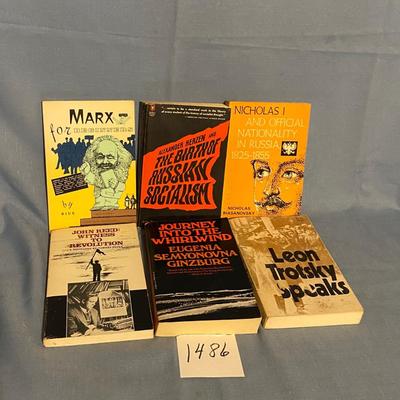 MARX
for
by
RIUS
ALEXANDER HERZEN AND
THE BIRTH OF
RUSSIAN
SOCIALISM
NICHOLAS I
AND OFFICIAL
NATIONALITY
IN RUSSIA
1825-1855
NICHOLAS
RIASANOVSKY
JOHN REED:
WITNESS TO
REVOLUTION
JOURNEY
INTO THE
WHIRLWIND
EUGENIA
SEMYONOVNA
GINZBURG
Leon
Trotsky
Speaks
1486